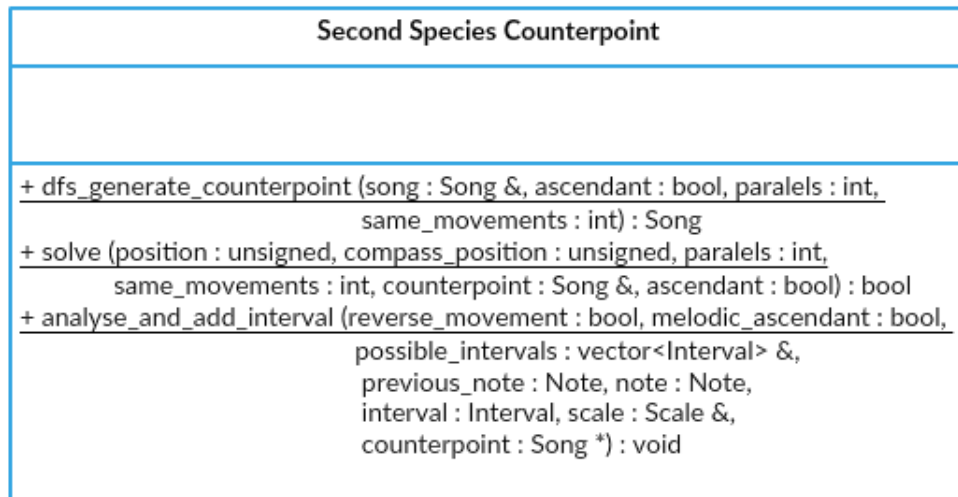 Second Species Counterpoint
+ dfs_generate_counterpoint (song : Song &, ascendant : bool, paralels : int,
same_movements : int) : Song
+ solve (position : unsigned, compass_position : unsigned, paralels : int,
same_movements : int, counterpoint : Song &, ascendant : bool) : bool
+ analyse_and_add_interval (reverse_movement : bool, melodic_ascendant : bool,
possible_intervals : vector<Interval> &,
previous_note : Note, note : Note,
interval : Interval, scale : Scale &,
counterpoint : Song *) : void